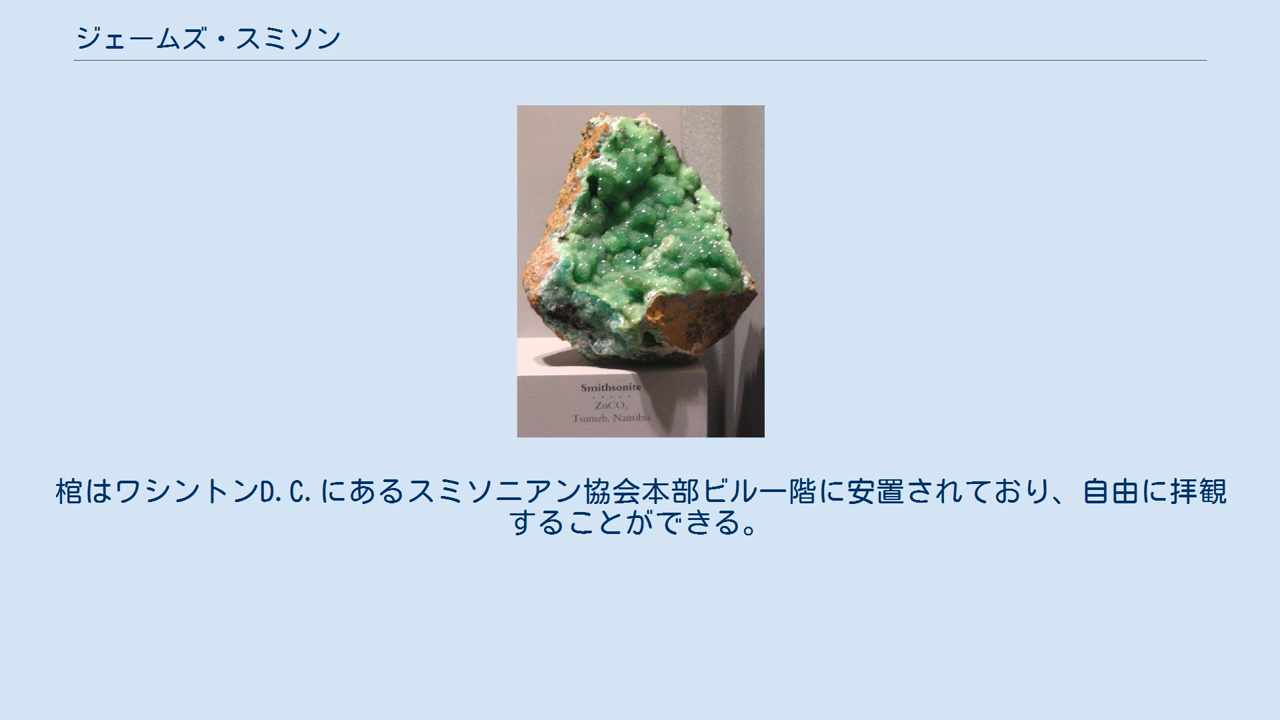 ジェームズ・スミソン
Smithsonite
ZnCO₃
Tsumeb, Namibia
棺はワシントンD.C.にあるスミソニアン協会本部ビル一階に安置されており、自由に拝観
することができる。